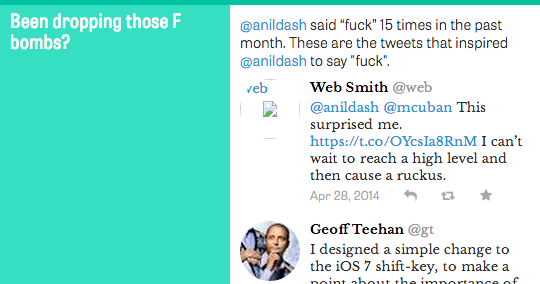 Been dropping those F
bombs?
@anildash said “fuck” 15 times in the past
month. These are the tweets that inspired
@anildash to say "fuck".
veb
Web Smith @web
@anildash @mcuban This
surprised me.
https://t.co/OYcsIa8RnM I can’t
wait to reach a high level and
then cause a ruckus.
Apr 28, 2014
Geoff Teehan @gt
I designed a simple change to
the iOS 7 shift-key, to make a
point about the importance of